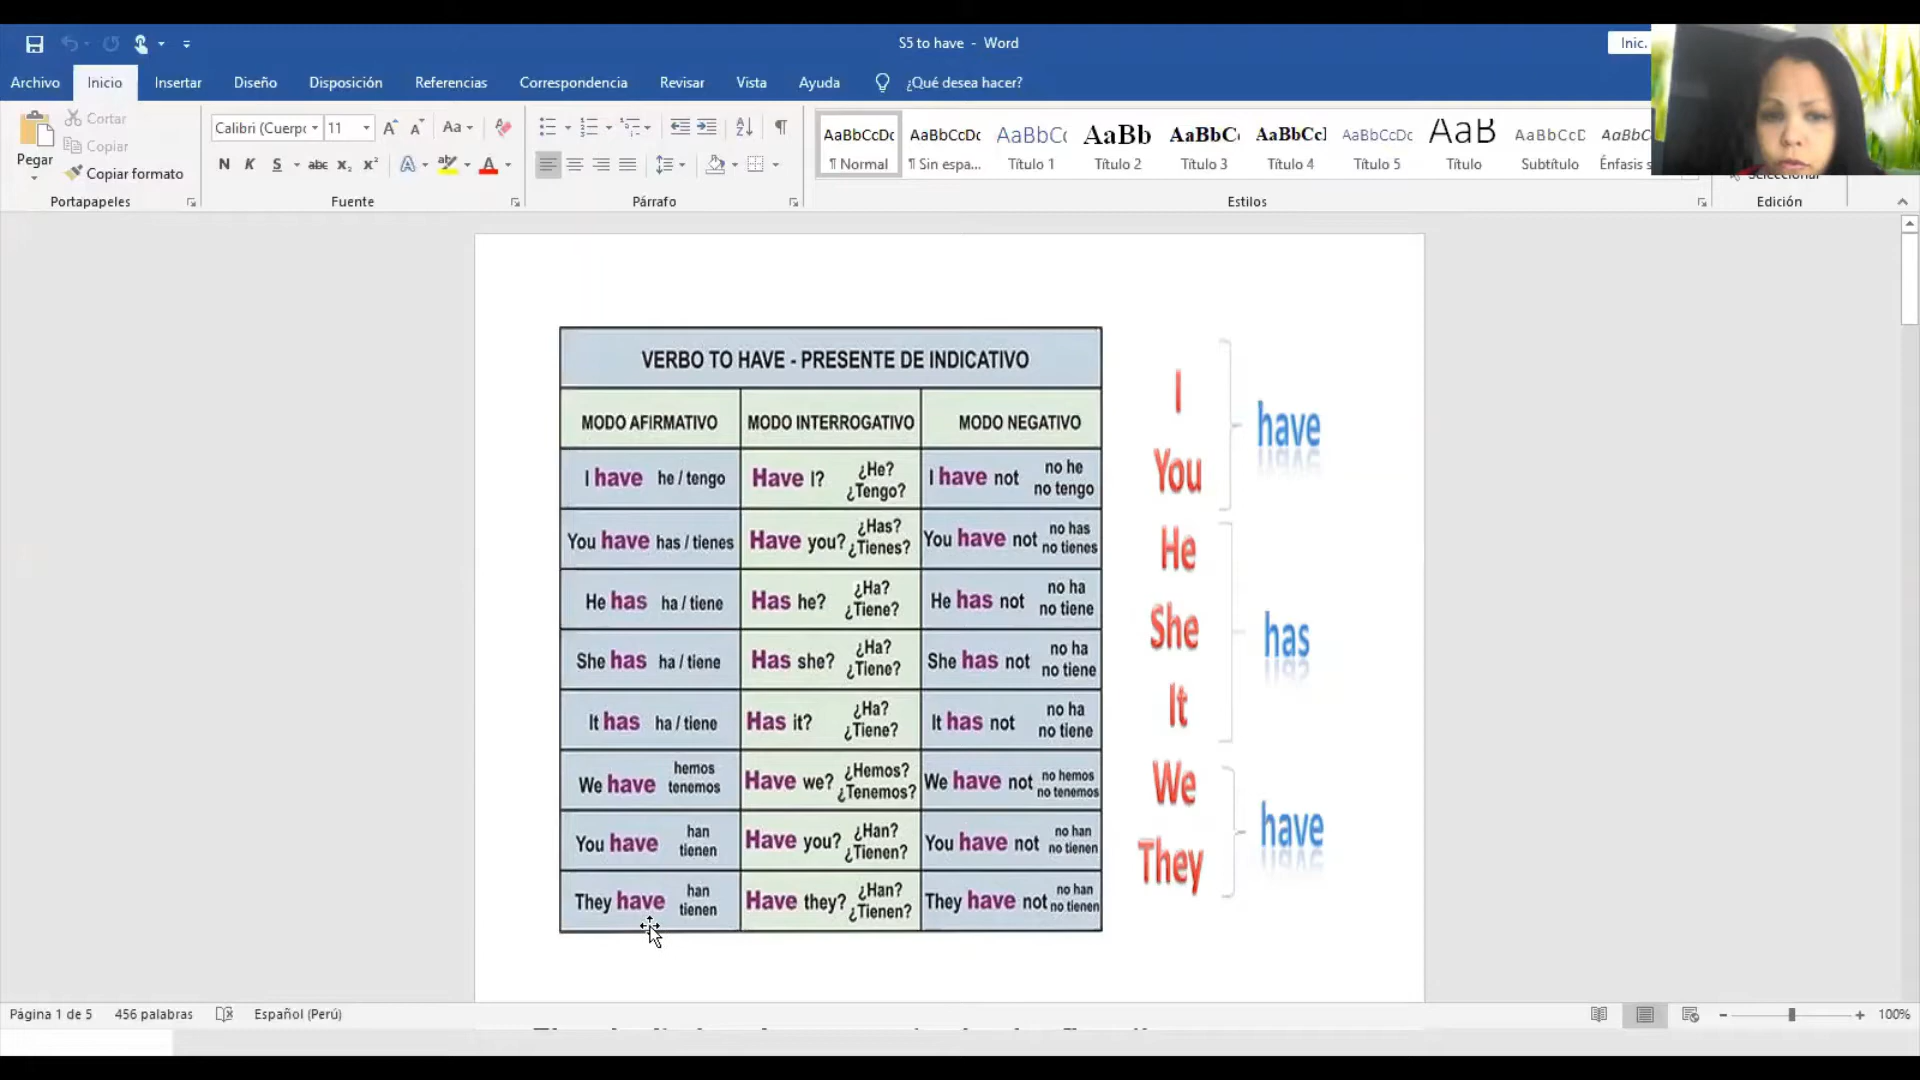 S5 to have - Word
Inic.
Archivo Inicio Insertar Diseño Disposición Referencias Correspondencia Revisar Vista Ayuda ¿Qué desea hacer?
Pegar
Cortar
Copiar
Copiar formato
Portapapeles
Calibri (Cuerpo 11
N K S abc x₂ x²
Fuente
Párrafo
AaBbCcDc AaBbCcDc AaBbCc AaBb AaBbC AaBbCcI AaBbCcDc AaB AaBbCcD AaBbCc
¶ Normal ¶ Sin espa... Título 1 Título 2 Título 3 Título 4 Título 5 Título Subtítulo Énfasis s
Estilos
Seleccionar
Edición
VERBO TO HAVE - PRESENTE DE INDICATIVO
MODO AFIRMATIVO MODO INTERROGATIVO MODO NEGATIVO
I have he / tengo Have I? ¿He? ¿Tengo? I have not no he no tengo
You have has / tienes Have you? ¿Has? ¿Tienes? You have not no has no tienes
He has ha / tiene Has he? ¿Ha? ¿Tiene? He has not no ha no tiene
She has ha / tiene Has she? ¿Ha? ¿Tiene? She has not no ha no tiene
It has ha / tiene Has it? ¿Ha? ¿Tiene? It has not no ha no tiene
We have hemos tenemos Have we? ¿Hemos? ¿Tenemos? We have not no hemos no tenemos
You have han tienen Have you? ¿Han? ¿Tienen? You have not no han no tienen
They have han tienen Have they? ¿Han? ¿Tienen? They have not no han no tienen
I
You
have
He
She
It
has
We
They
have
Página 1 de 5 456 palabras Español (Perú) 100%